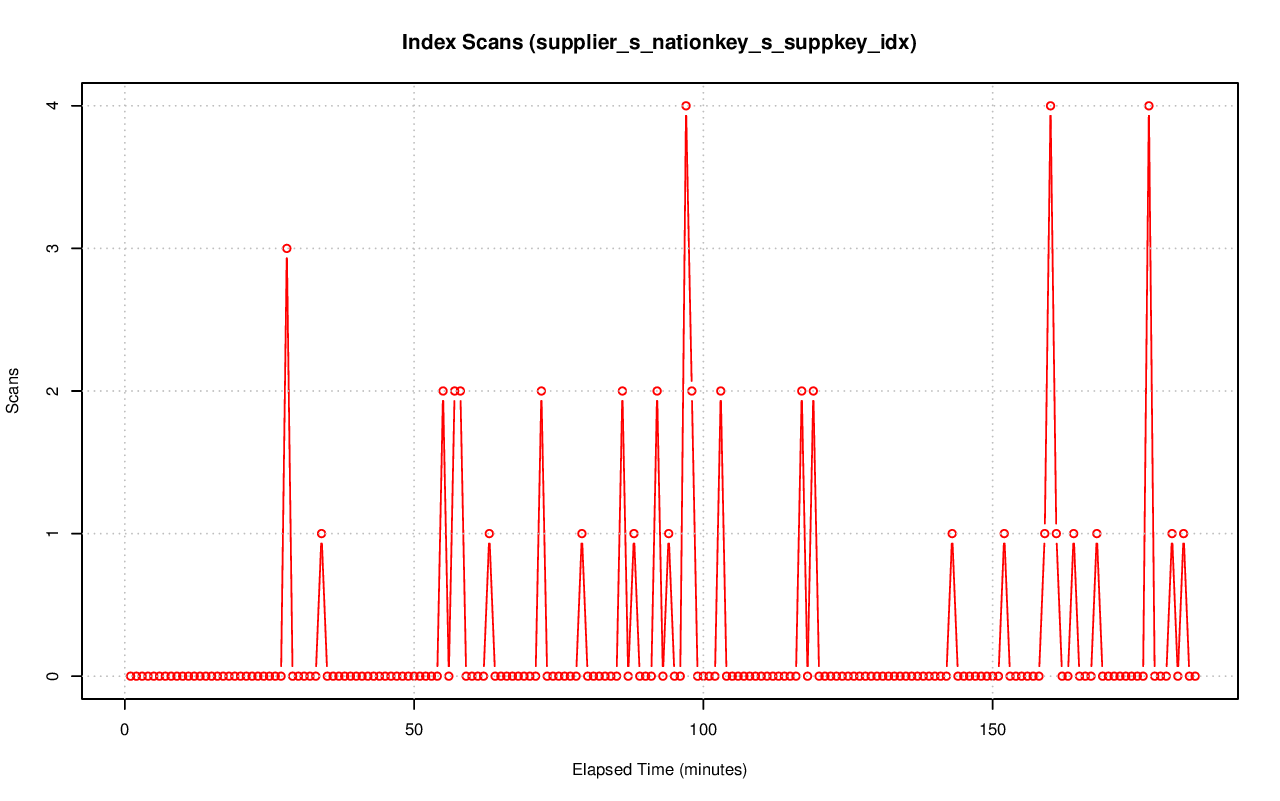 Index Scans (supplier_s_nationkey_s_suppkey_idx)
4
3
2
1
0
Scans
0 50 100 150
Elapsed Time (minutes)